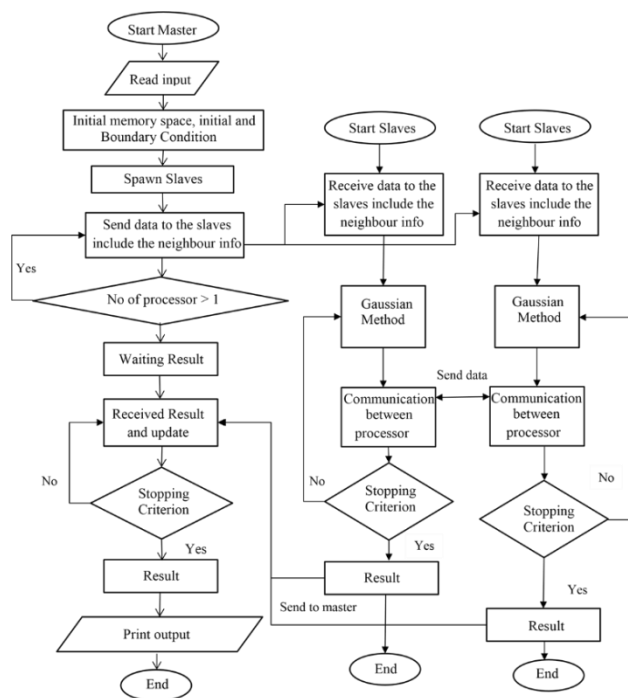 Start Master
Read input
Initial memory space, initial and
Boundary Condition
Spawn Slaves
Send data to the slaves
include the neighbour info
Yes
No of processor > 1
Waiting Result
Received Result
and update
No
Stopping
Criterion
Yes
Result
Print output
End
Start Slaves
Receive data to the
slaves include the
neighbour info
Gaussian
Method
Send data
Communication
between
processor
No
Stopping
Criterion
Yes
Result
Send to master
End
Start Slaves
Receive data to the
slaves include the
neighbour info
Gaussian
Method
Communication
between
processor
No
Stopping
Criterion
Yes
Result
End